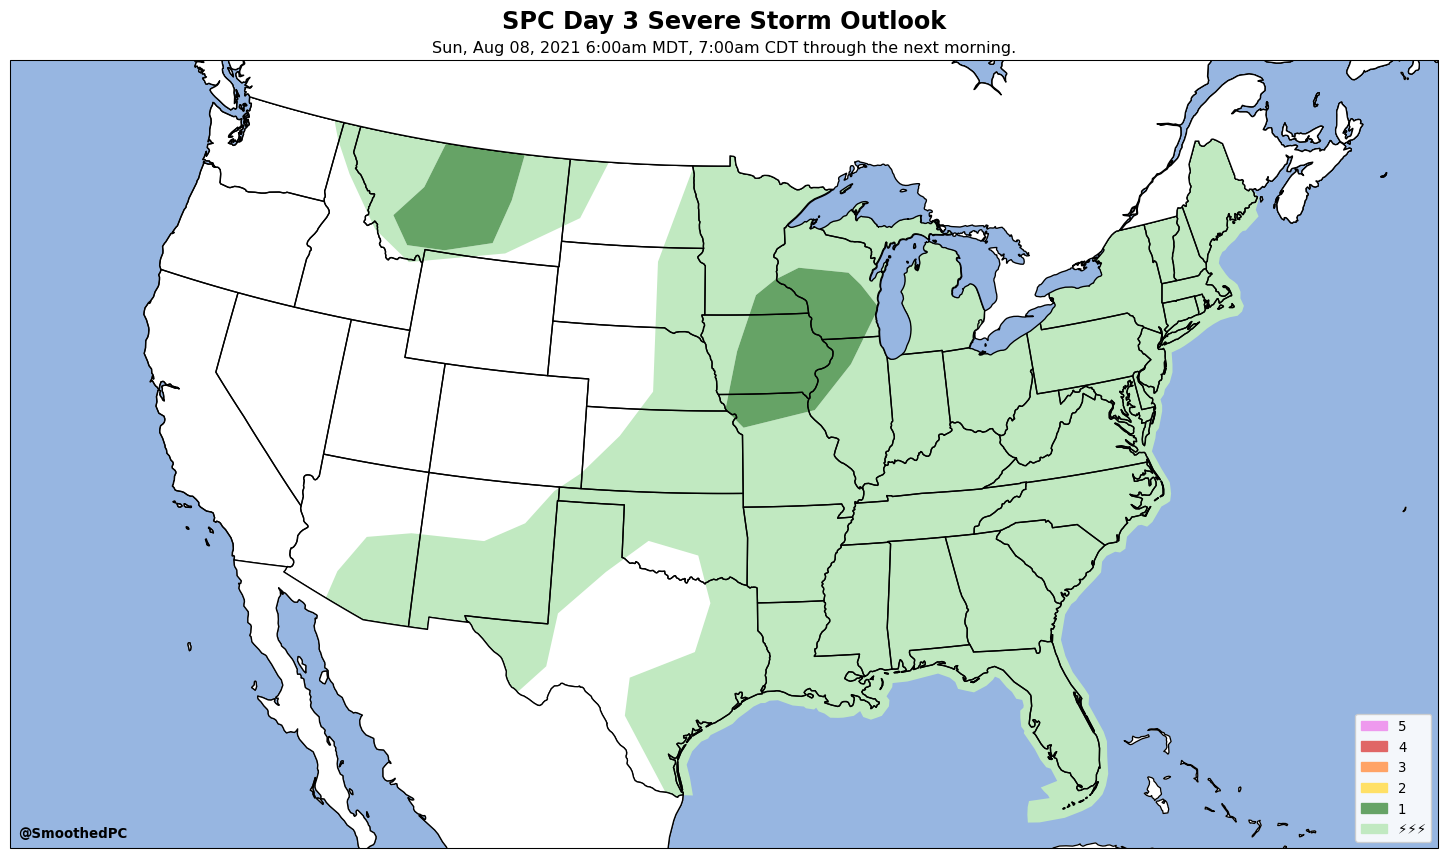 SPC Day 3 Severe Storm Outlook
Sun, Aug 08, 2021 6:00am MDT, 7:00am CDT through the next morning.
5
4
3
2
1
⚡⚡⚡
@SmoothedPC